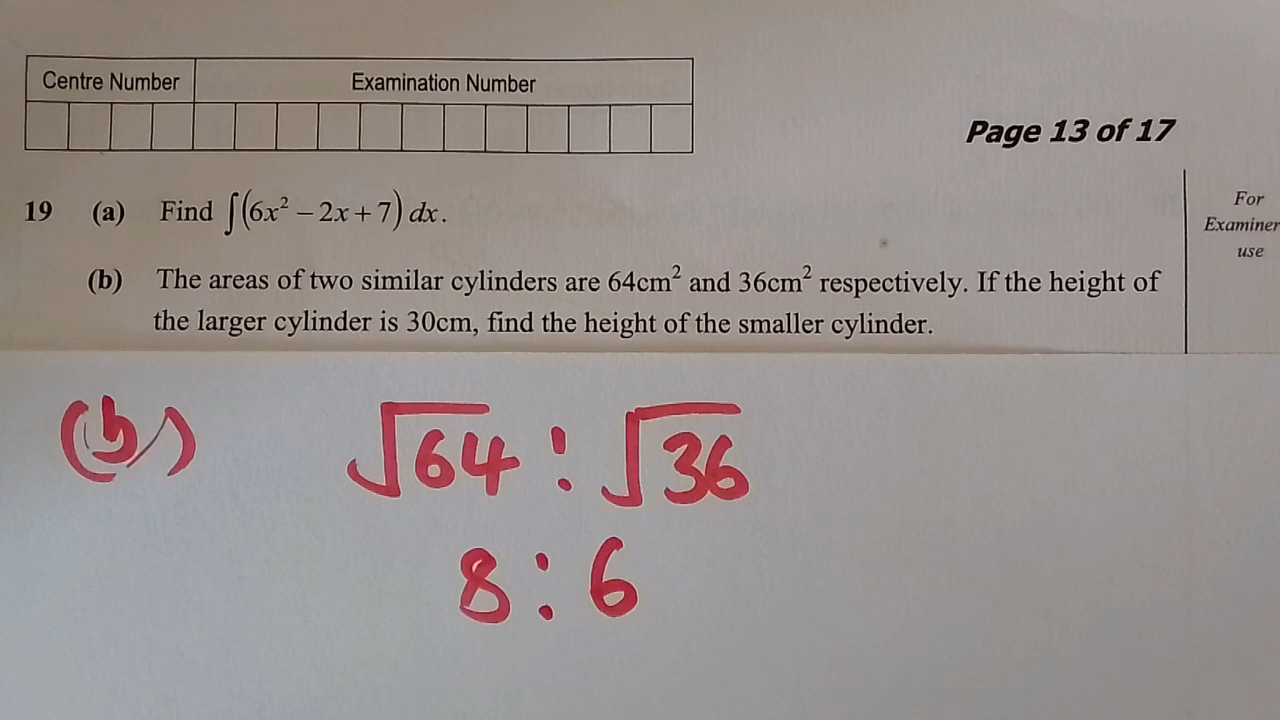 Centre Number Examination Number
Page 13 of 17
19 (a) Find ∫(6x² – 2x + 7) dx.
For
Examiner
use
(b) The areas of two similar cylinders are 64cm² and 36cm² respectively. If the height of
the larger cylinder is 30cm, find the height of the smaller cylinder.
(b) √64 : √36
8 : 6